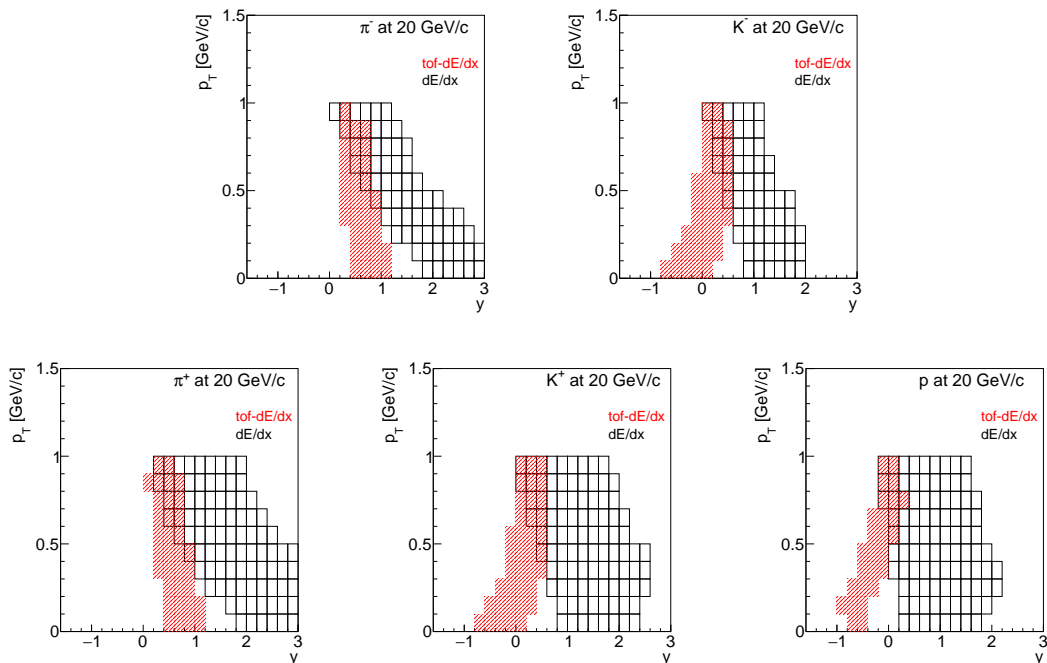 π⁻ at 20 GeV/c
tof-dE/dx
dE/dx
p_T [GeV/c]
1.5
1
0.5
0
−1 0 1 2 3
y
K⁻ at 20 GeV/c
tof-dE/dx
dE/dx
p_T [GeV/c]
1.5
1
0.5
0
−1 0 1 2 3
y
π⁺ at 20 GeV/c
tof-dE/dx
dE/dx
p_T [GeV/c]
1.5
1
0.5
0
−1 0 1 2 3
y
K⁺ at 20 GeV/c
tof-dE/dx
dE/dx
p_T [GeV/c]
1.5
1
0.5
0
−1 0 1 2 3
y
p at 20 GeV/c
tof-dE/dx
dE/dx
p_T [GeV/c]
1.5
1
0.5
0
−1 0 1 2 3
y